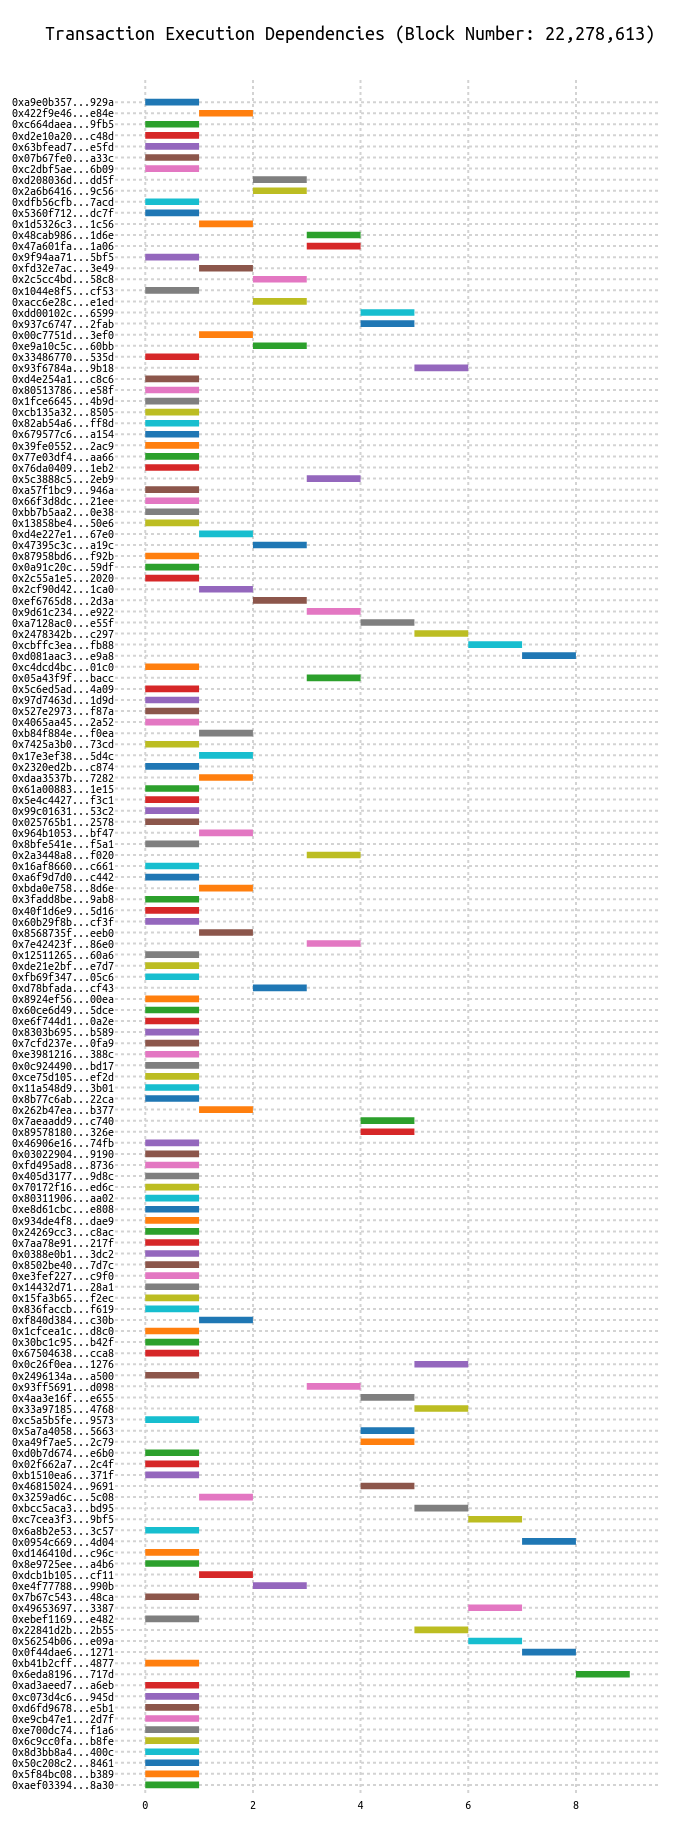 Transaction Execution Dependencies (Block Number: 22,278,613)
0xa9e0b357...929a
0x422f9e46...e84e
0xc664daea...9fb5
0xd2e10a20...c48d
0x63bfead7...e5fd
0x07b67fe0...a33c
0xc2dbf5ae...6b09
0xd208036d...dd5f
0x2a6b6416...9c56
0xdfb56cfb...7acd
0x5360f712...dc7f
0x1d5326c3...1c56
0x48cab986...1d6e
0x47a601fa...1a06
0x9f94aa71...5bf5
0xfd32e7ac...3e49
0x2c5cc4bd...58c8
0x1044e8f5...cf53
0xacc6e28c...e1ed
0xdd00102c...6599
0x937c6747...2fab
0x00c7751d...3ef0
0xe9a10c5c...60bb
0x33486770...535d
0x93f6784a...9b18
0xd4e254a1...c8c6
0x80513786...e58f
0x1fce6645...4b9d
0xcb135a32...8505
0x82ab54a6...ff8d
0x679577c6...a154
0x39fe0552...2ac9
0x77e03df4...aa66
0x76da0409...1eb2
0x5c3888c5...2eb9
0xa57f1bc9...946a
0x66f3d8dc...21ee
0xbb7b5aa2...0e38
0x13858be4...50e6
0xd4e227e1...67e0
0x47395c3c...a19c
0x87958bd6...f92b
0x0a91c20c...59df
0x2c55a1e5...2020
0x2cf90d42...1ca0
0xef6765d8...2d3a
0x9d61c234...e922
0xa7128ac0...e55f
0x2478342b...c297
0xcbffc3ea...fb88
0xd081aac3...e9a8
0xc4dcd4bc...01c0
0x05a43f9f...bacc
0x5c6ed5ad...4a09
0x97d7463d...1d9d
0x527e2973...f87a
0x4065aa45...2a52
0xb84f884e...f0ea
0x7425a3b0...73cd
0x17e3ef38...5d4c
0x2320ed2b...c874
0xdaa3537b...7282
0x61a00883...1e15
0x5e4c4427...f3c1
0x99c01631...53c2
0x025765b1...2578
0x964b1053...bf47
0x8bfe541e...f5a1
0x2a3448a8...f020
0x16af8660...c661
0xa6f9d7d0...c442
0xbda0e758...8d6e
0x3fadd8be...9ab8
0x40f1d6e9...5d16
0x60b29f8b...cf3f
0x8568735f...eeb0
0x7e42423f...86e0
0x12511265...60a6
0xde21e2bf...e7d7
0xfb69f347...05c6
0xd78bfada...cf43
0x8924ef56...00ea
0x60ce6d49...5dce
0xe6f744d1...0a2e
0x8303b695...b589
0x7cfd237e...0fa9
0xe3981216...388c
0x0c924490...bd17
0xce75d105...ef2d
0x11a548d9...3b01
0x8b77c6ab...22ca
0x262b47ea...b377
0x7aeaadd9...c740
0x89578180...326e
0x46906e16...74fb
0x03022904...9190
0xfd495ad8...8736
0x405d3177...9d8c
0x70172f16...ed6c
0x80311906...aa02
0xe8d61cbc...e808
0x934de4f8...dae9
0x24269cc3...c8ac
0x7aa78e91...217f
0x0388e0b1...3dc2
0x8502be40...7d7c
0xe3fef227...c9f0
0x14432d71...28a1
0x15fa3b65...f2ec
0x836faccb...f619
0xf840d384...c30b
0x1cfcea1c...d8c0
0x30bc1c95...b42f
0x67504638...cca8
0x0c26f0ea...1276
0x2496134a...a500
0x93ff5691...d098
0x4aa3e16f...e655
0x33a97185...4768
0xc5a5b5fe...9573
0x5a7a4058...5663
0xa49f7ae5...2c79
0xd0b7d674...e6b0
0x02f662a7...2c4f
0xb1510ea6...371f
0x46815024...9691
0x3259ad6c...5c08
0xbcc5aca3...bd95
0xc7cea3f3...9bf5
0x6a8b2e53...3c57
0x0954c669...4d04
0xd146410d...c96c
0x8e9725ee...a4b6
0xdcb1b105...cf11
0xe4f77788...990b
0x7b67c543...48ca
0x49653697...3387
0xebef1169...e482
0x22841d2b...2b55
0x56254b06...e09a
0x0f44dae6...1271
0xb41b2cff...4877
0x6eda8196...717d
0xad3aeed7...a6eb
0xc073d4c6...945d
0xd6fd9678...e5b1
0xe9cb47e1...2d7f
0xe700dc74...f1a6
0x6c9cc0fa...b8fe
0x8d3bb8a4...400c
0x50c208c2...8461
0x5f84bc08...b389
0xaef03394...8a30
0 2 4 6 8